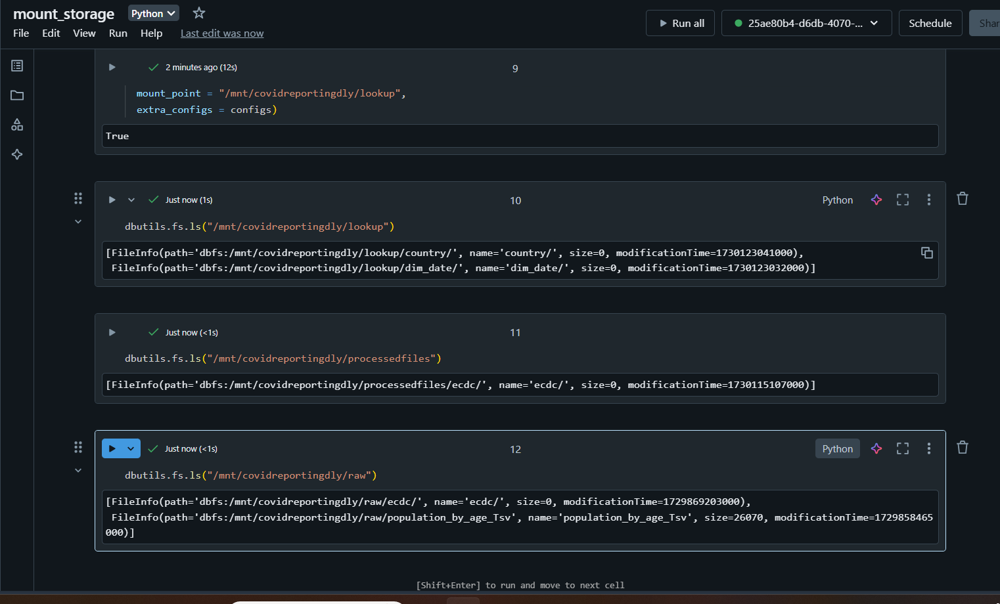 mount_storage Python
File Edit View Run Help Last edit was now
Run all 25ae80b4-d6db-4070-... Schedule Shar
2 minutes ago (12s) 9
mount_point = "/mnt/covidreportingdly/lookup",
extra_configs = configs)
True
Just now (1s) 10 Python
dbutils.fs.ls("/mnt/covidreportingdly/lookup")
[FileInfo(path='dbfs:/mnt/covidreportingdly/lookup/country/', name='country/', size=0, modificationTime=1730123041000),
FileInfo(path='dbfs:/mnt/covidreportingdly/lookup/dim_date/', name='dim_date/', size=0, modificationTime=1730123032000)]
Just now (<1s) 11
dbutils.fs.ls("/mnt/covidreportingdly/processedfiles")
[FileInfo(path='dbfs:/mnt/covidreportingdly/processedfiles/ecdc/', name='ecdc/', size=0, modificationTime=1730115107000)]
Just now (<1s) 12 Python
dbutils.fs.ls("/mnt/covidreportingdly/raw")
[FileInfo(path='dbfs:/mnt/covidreportingdly/raw/ecdc/', name='ecdc/', size=0, modificationTime=1729869203000),
FileInfo(path='dbfs:/mnt/covidreportingdly/raw/population_by_age_Tsv', name='population_by_age_Tsv', size=26070, modificationTime=1729858465
000)]
[Shift+Enter] to run and move to next cell